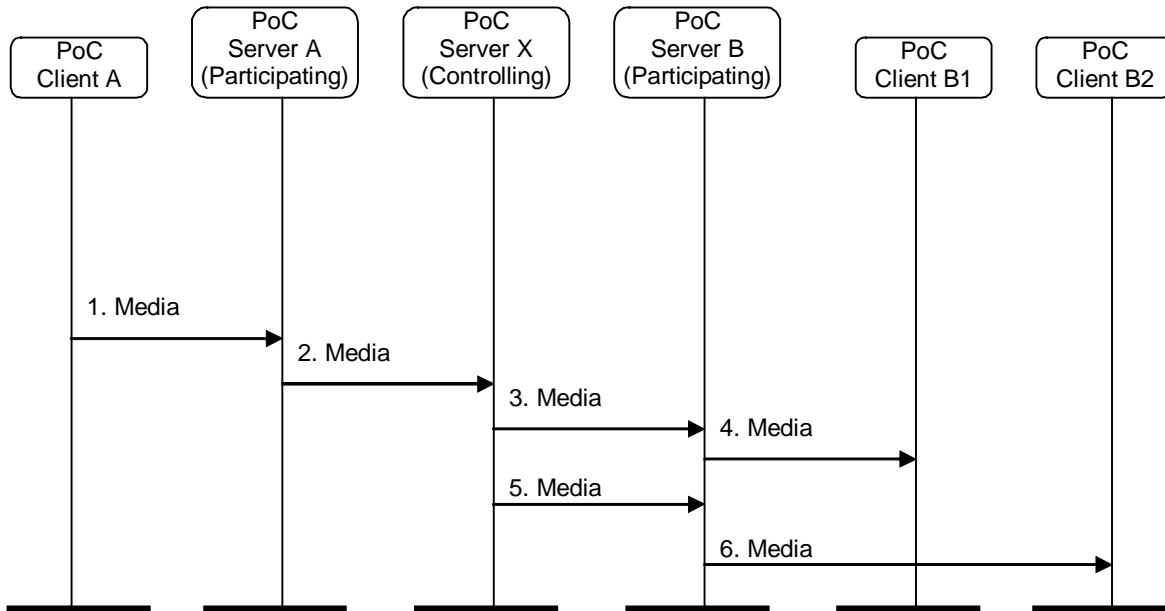 PoC
Client A
PoC
Server A
(Participating)
PoC
Server X
(Controlling)
PoC
Server B
(Participating)
PoC
Client B1
PoC
Client B2
1. Media
2. Media
3. Media
4. Media
5. Media
6. Media